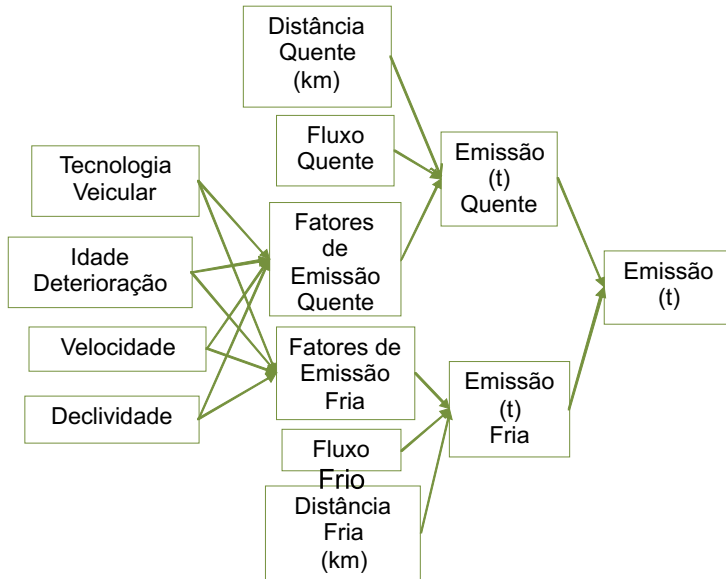 Distância
Quente
(km)
Fluxo
Quente
Emissão
(t)
Quente
Tecnologia
Veicular
Fatores
de
Emissão
Quente
Idade
Deterioração
Emissão
(t)
Velocidade
Fatores de
Emissão
Fria
Declividade
Emissão
(t)
Fria
Fluxo
Frio
Distância
Fria
(km)